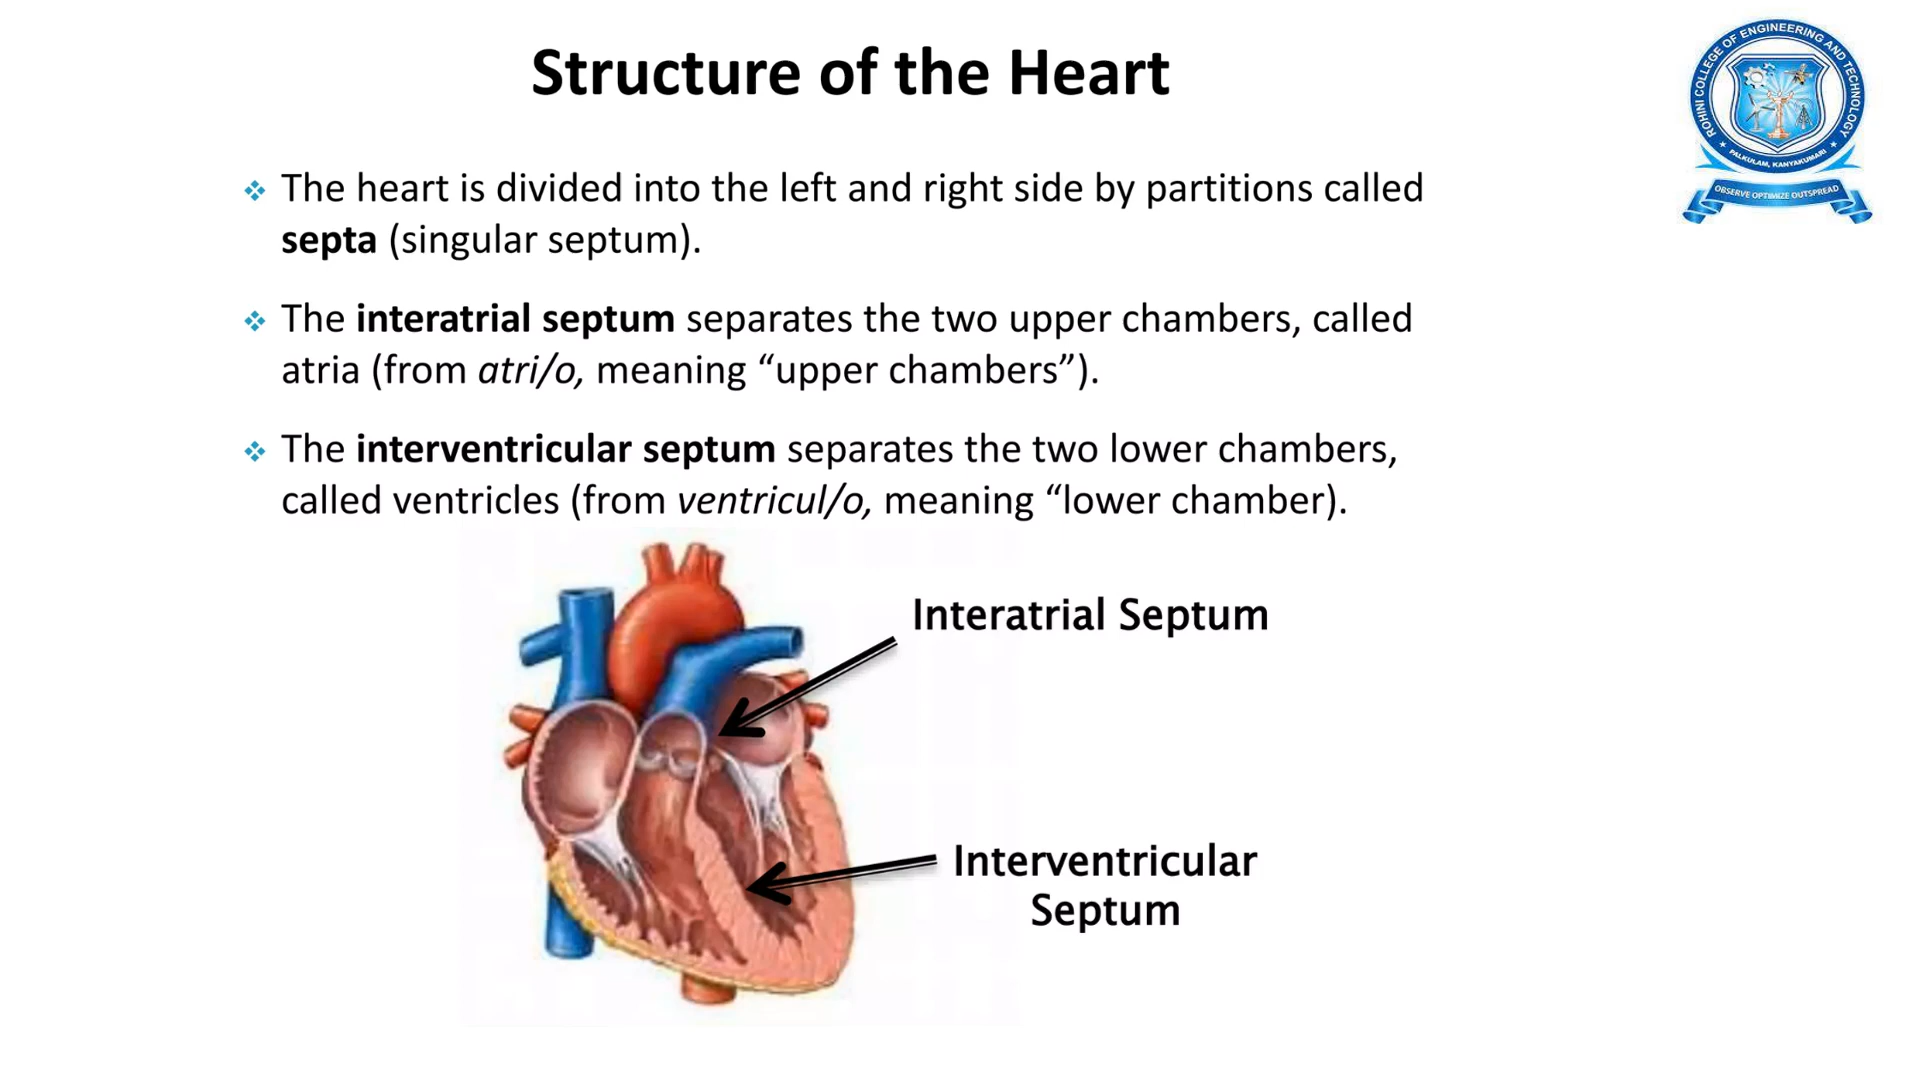 Structure of the Heart
ROHINI COLLEGE OF ENGINEERING AND TECHNOLOGY
PALKULAM, KANYAKUMARI
OBSERVE OPTIMIZE OUTSPREAD
❖ The heart is divided into the left and right side by partitions called
septa (singular septum).
❖ The interatrial septum separates the two upper chambers, called
atria (from atri/o, meaning “upper chambers”).
❖ The interventricular septum separates the two lower chambers,
called ventricles (from ventricul/o, meaning “lower chamber).
Interatrial Septum
Interventricular
Septum